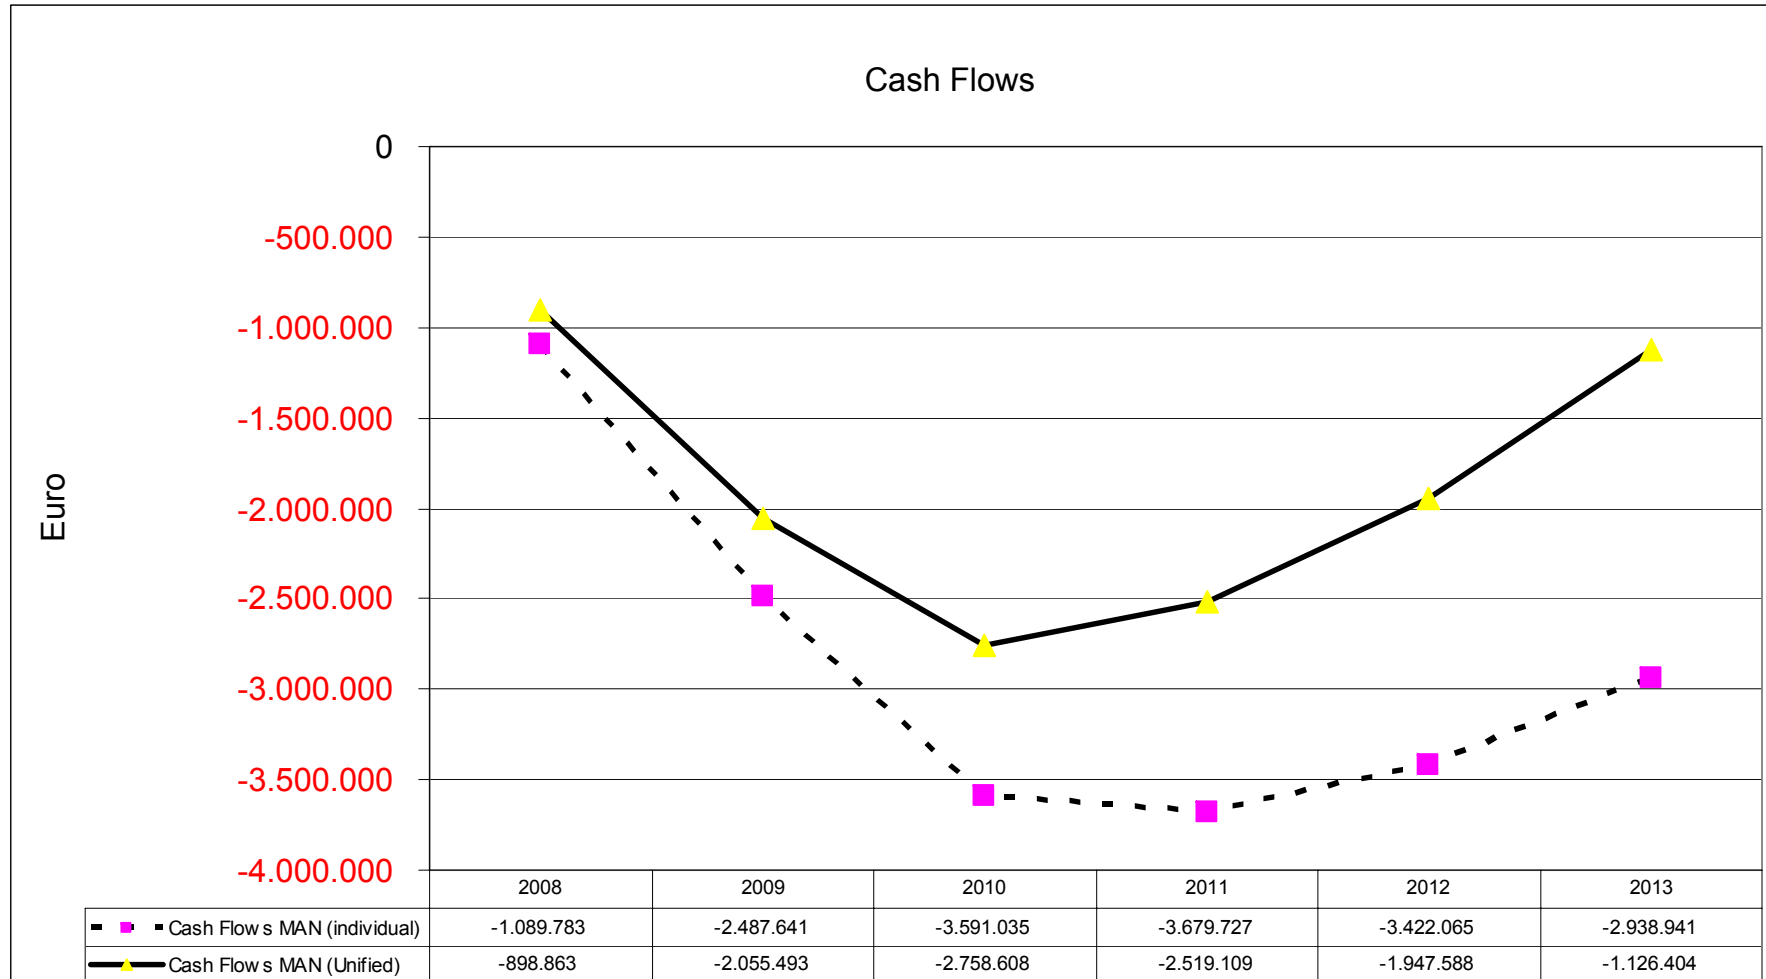 Cash Flows
Euro
0
-500.000
-1.000.000
-1.500.000
-2.000.000
-2.500.000
-3.000.000
-3.500.000
-4.000.000
2008 2009 2010 2011 2012 2013
Cash Flows MAN (individual) -1.089.783 -2.487.641 -3.591.035 -3.679.727 -3.422.065 -2.938.941
Cash Flows MAN (Unified) -898.863 -2.055.493 -2.758.608 -2.519.109 -1.947.588 -1.126.404